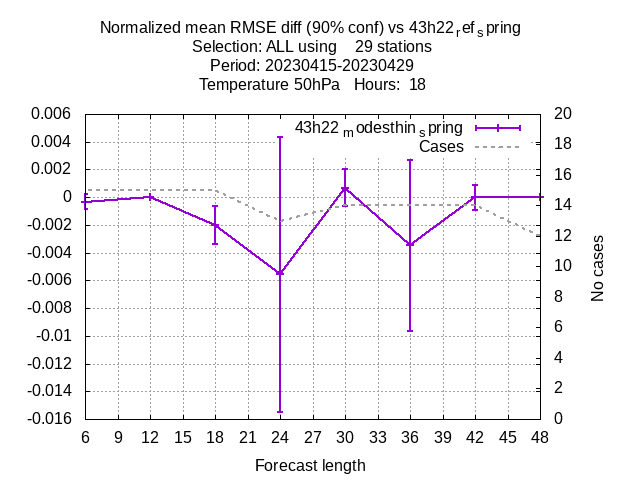 Normalized mean RMSE diff (90% conf) vs 43h22refspring
Selection: ALL using 29 stations
Period: 20230415-20230429
Temperature 50hPa Hours: 18
0.006 20
43h22modesthinspring
0.004 18
Cases
0.002 16
0 14
-0.002 12
-0.004 10
-0.006 8
-0.008 6
-0.01 4
-0.012 2
-0.014 0
-0.016
No cases
6 9 12 15 18 21 24 27 30 33 36 39 42 45 48
Forecast length